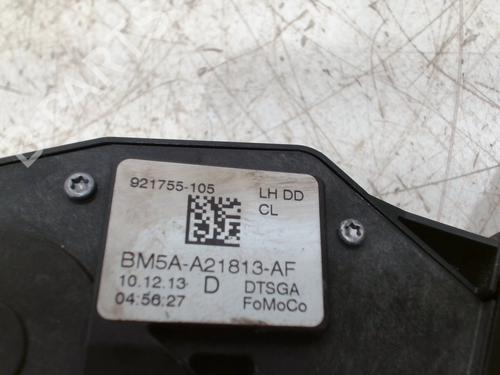 921755-105 LH DD
CL
BM5A-A21813-AF
10.12.13 D DTSGA
04:56:27 FoMoCo